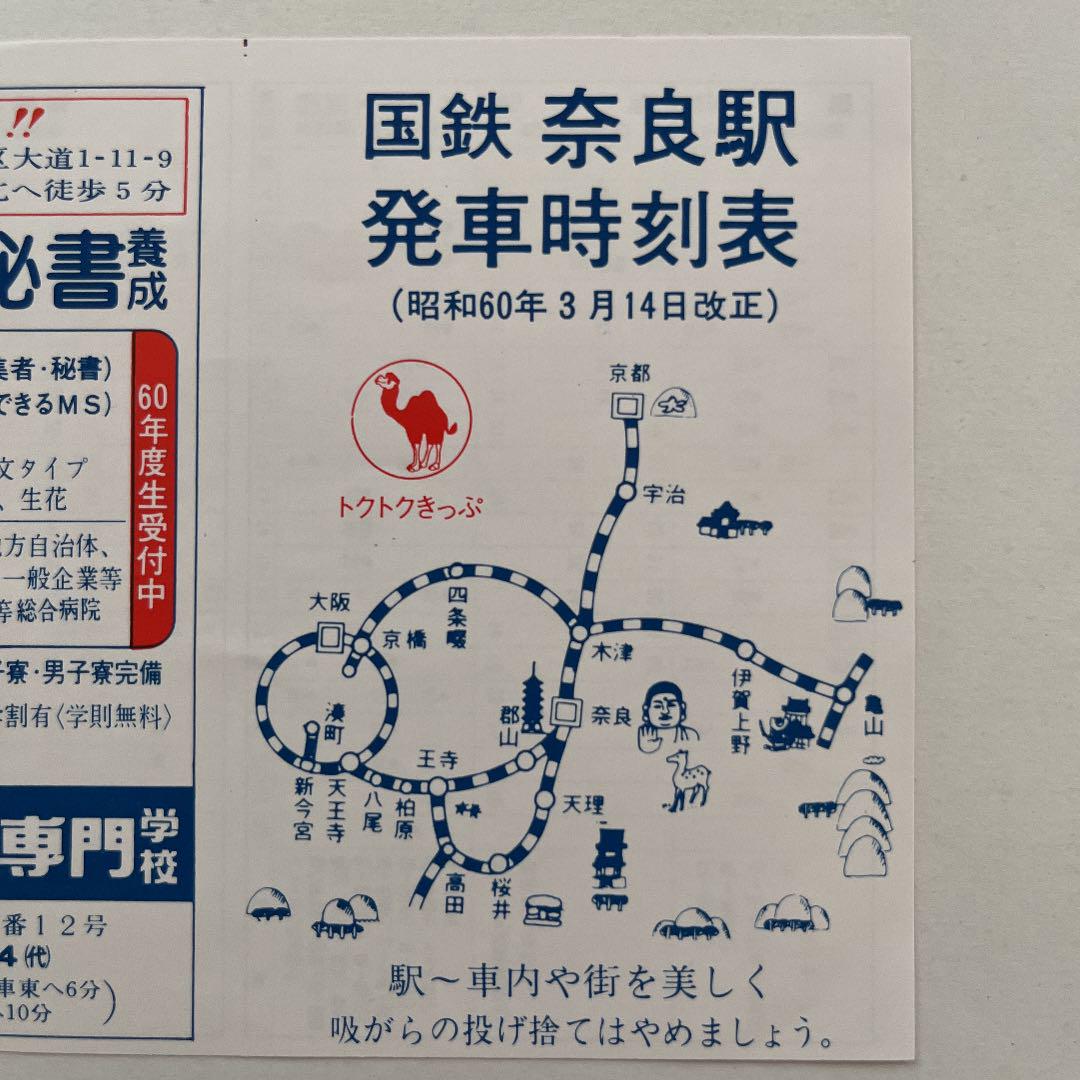 !!
区大道1-11-9
北へ徒歩5分
秘書養成
集者・秘書)
できるMS)
文タイプ
、生花
地方自治体、
一般企業等
等総合病院
60年度生受付中
子寮・男子寮完備
学割有〈学則無料〉
専門学校
番12号
4(代)
車東へ6分
10分)
国鉄 奈良駅
発車時刻表
(昭和60年3月14日改正)
トクトクきっぷ
京都
宇治
四条畷
大阪
京橋
木津
伊賀上野
亀山
湊町
郡山
奈良
王寺
新今宮
天王寺
八尾
柏原
天理
高田
桜井
駅～車内や街を美しく
吸がらの投げ捨てはやめましょう。